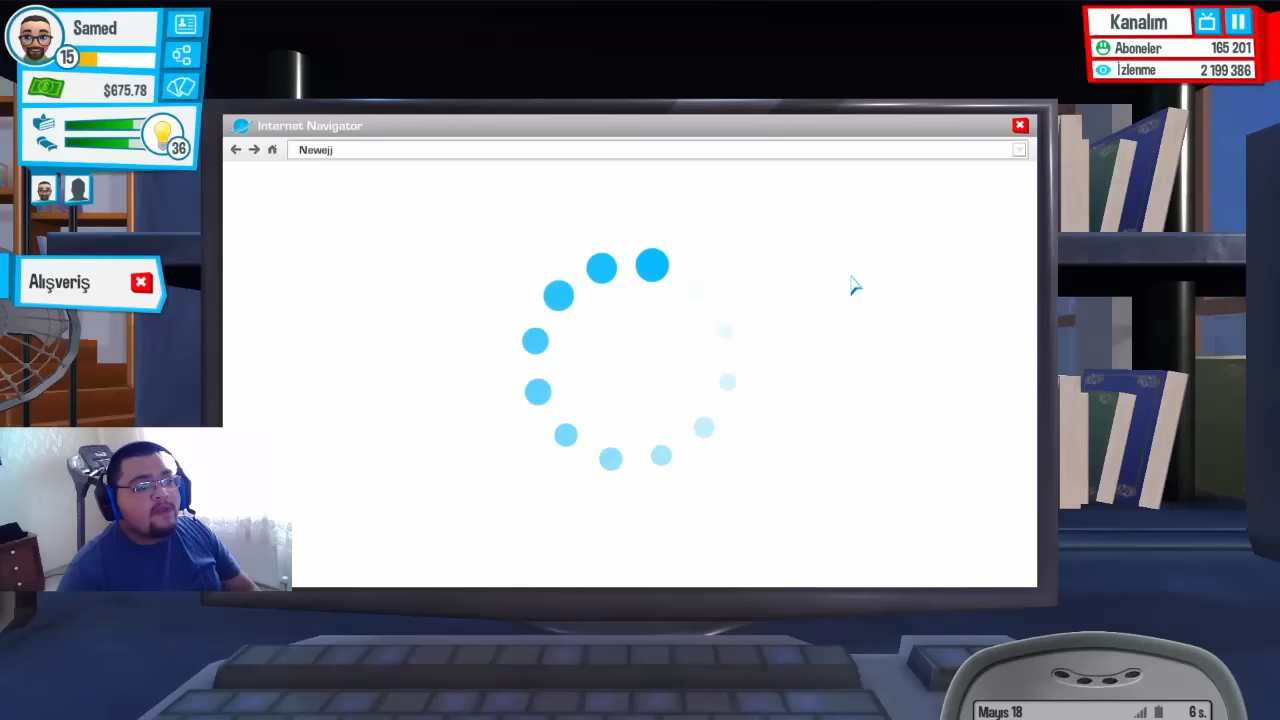 Samed
15
$675.78
36
Alışveriş
Internet Navigator
Newejj
Kanalım
Aboneler 165 201
İzlenme 2 199 386
Mayıs 18 6 s.